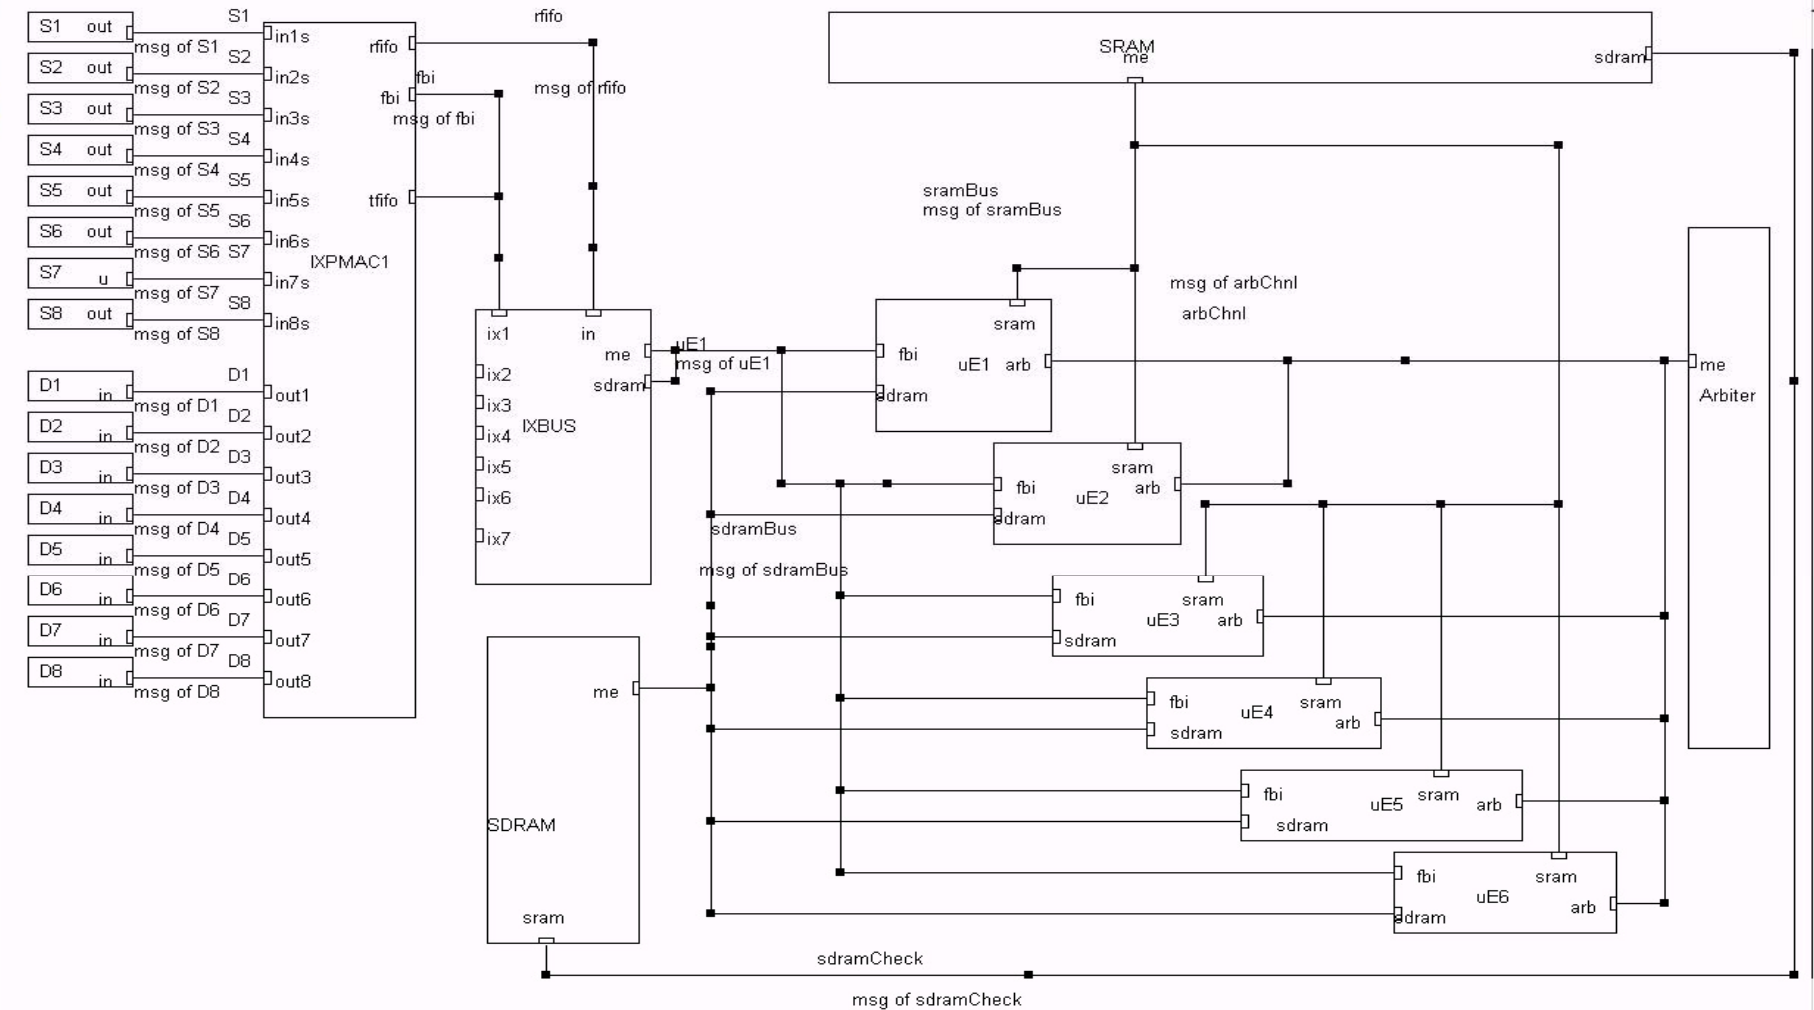 S1 out
msg of S1
S1
in1s
S2 out
msg of S2
S2
in2s
S3 out
msg of S3
S3
in3s
S4 out
msg of S4
S4
in4s
S5 out
msg of S5
S5
in5s
S6 out
msg of S6
S6
in6s
S7 u
msg of S7
S7
in7s
S8 out
msg of S8
S8
in8s
D1 in
msg of D1
D1
out1
D2 in
msg of D2
D2
out2
D3 in
msg of D3
D3
out3
D4 in
msg of D4
D4
out4
D5 in
msg of D5
D5
out5
D6 in
msg of D6
D6
out6
D7 in
msg of D7
D7
out7
D8 in
msg of D8
D8
out8
rfifo
fbi
tfifo
IXPMAC1
rfifo
msg of rfifo
fbi
msg of fbi
ix1
in
me
sdram
ix2
ix3
ix4
ix5
ix6
ix7
IXBUS
uE1
msg of uE1
SRAM
me
sdram
sramBus
msg of sramBus
msg of arbChnl
arbChnl
sram
fbi
uE1
arb
sdram
me
Arbiter
sram
fbi
uE2
arb
sdram
sdramBus
msg of sdramBus
fbi
sram
uE3
arb
sdram
fbi
sram
uE4
arb
sdram
fbi
sram
uE5
arb
sdram
fbi
sram
uE6
arb
sdram
me
SDRAM
sram
sdramCheck
msg of sdramCheck